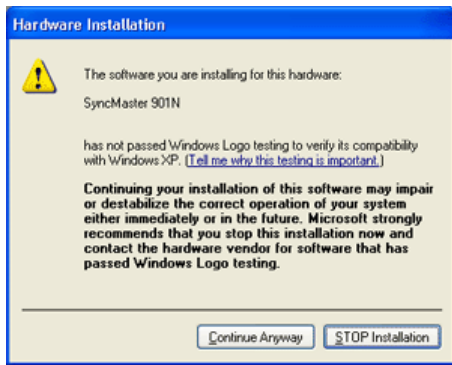 Hardware Installation
The software you are installing for this hardware:
SyncMaster 901N
has not passed Windows Logo testing to verify its compatibility
with Windows XP. (Tell me why this testing is important.)
Continuing your installation of this software may impair
or destabilize the correct operation of your system
either immediately or in the future. Microsoft strongly
recommends that you stop this installation now and
contact the hardware vendor for software that has
passed Windows Logo testing.
Continue Anyway STOP Installation